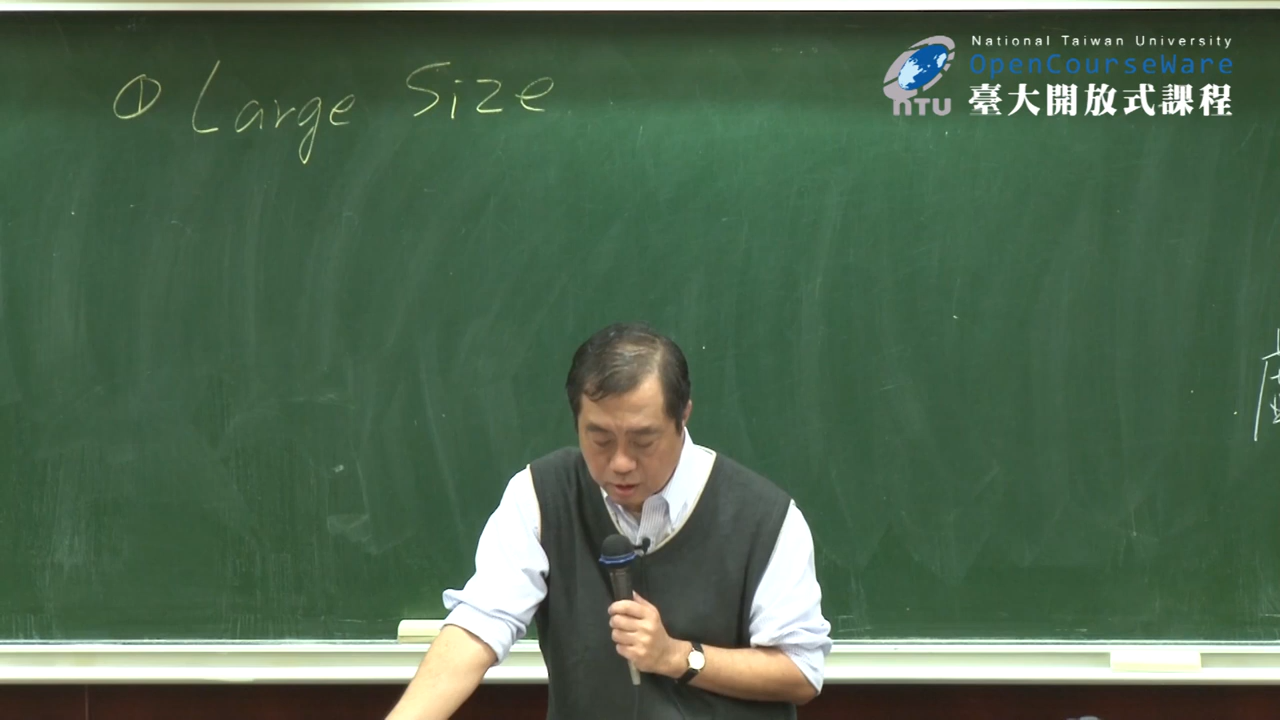 ① Large Size
National Taiwan University
OpenCourseWare
NTU
臺大開放式課程